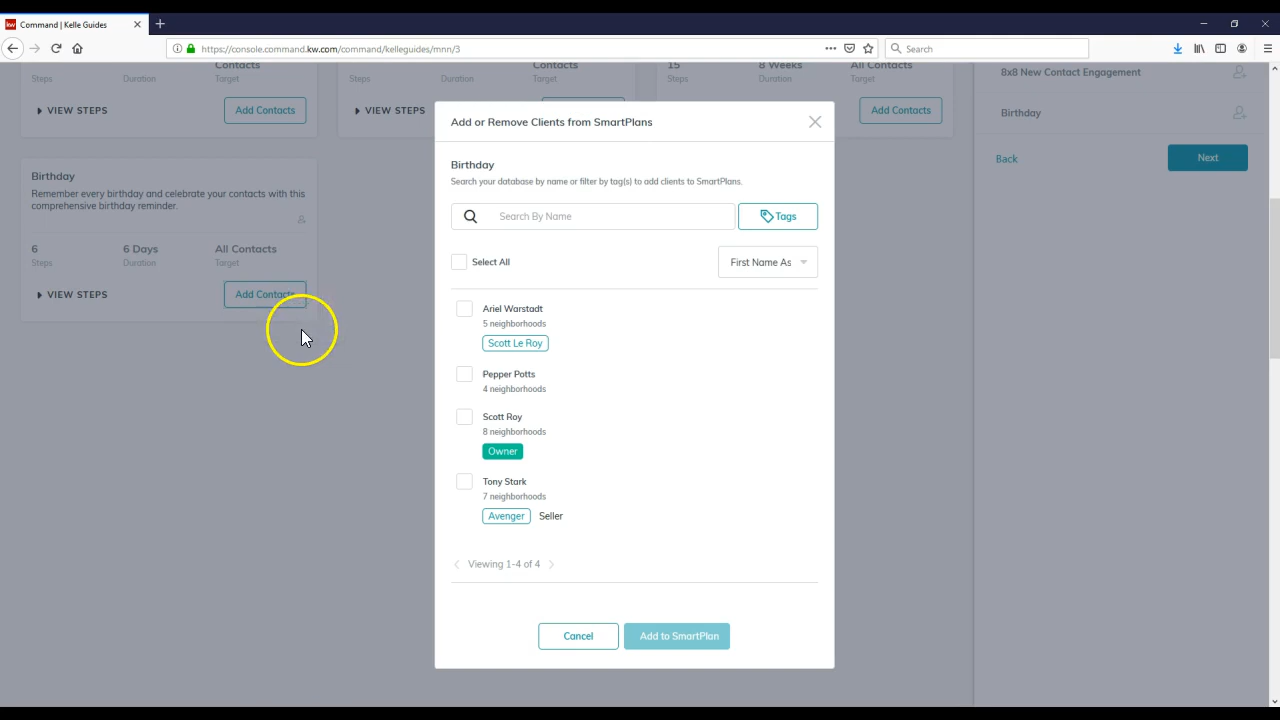 Command | Kelle Guides
https://console.command.kw.com/command/kelleguides/mnn/3
Search
Contacts
Steps Duration Target
VIEW STEPS
Add Contacts
Contacts
Steps Duration Target
VIEW STEPS
15 8 Weeks All Contacts
Steps Duration Target
Add Contacts
Birthday
Remember every birthday and celebrate your contacts with this
comprehensive birthday reminder.
6 6 Days All Contacts
Steps Duration Target
VIEW STEPS
Add Contacts
Add or Remove Clients from SmartPlans
Birthday
Search your database by name or filter by tag(s) to add clients to SmartPlans.
Search By Name
Tags
Select All
First Name As
Ariel Warstadt
5 neighborhoods
Scott Le Roy
Pepper Potts
4 neighborhoods
Scott Roy
8 neighborhoods
Owner
Tony Stark
7 neighborhoods
Avenger Seller
Viewing 1-4 of 4
Cancel
Add to SmartPlan
8x8 New Contact Engagement
Birthday
Back
Next